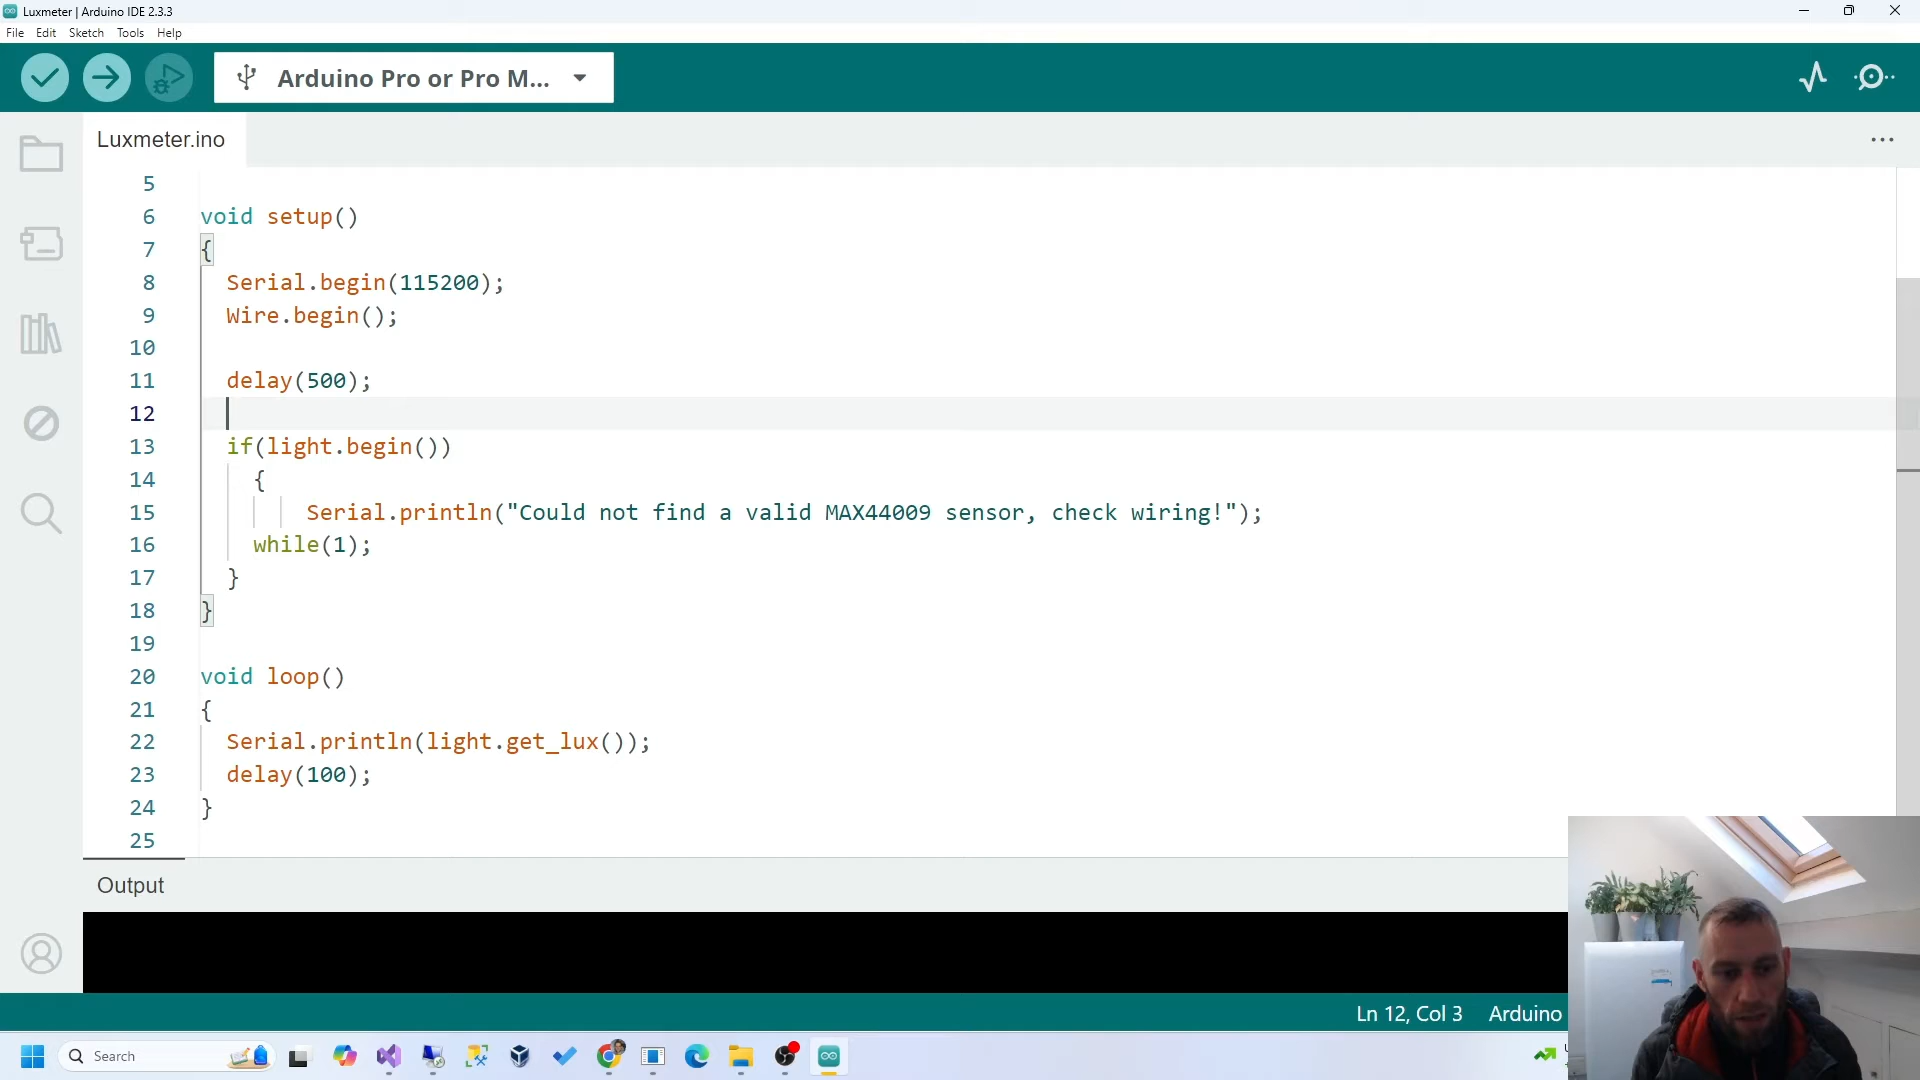 Luxmeter | Arduino IDE 2.3.3
File Edit Sketch Tools Help
Arduino Pro or Pro M...
Luxmeter.ino
5
6 void setup()
7 {
8 Serial.begin(115200);
9 Wire.begin();
10
11 delay(500);
12
13 if(light.begin())
14 {
15 Serial.println("Could not find a valid MAX44009 sensor, check wiring!");
16 while(1);
17 }
18 }
19
20 void loop()
21 {
22 Serial.println(light.get_lux());
23 delay(100);
24 }
25
Output
Ln 12, Col 3 Arduino
Search